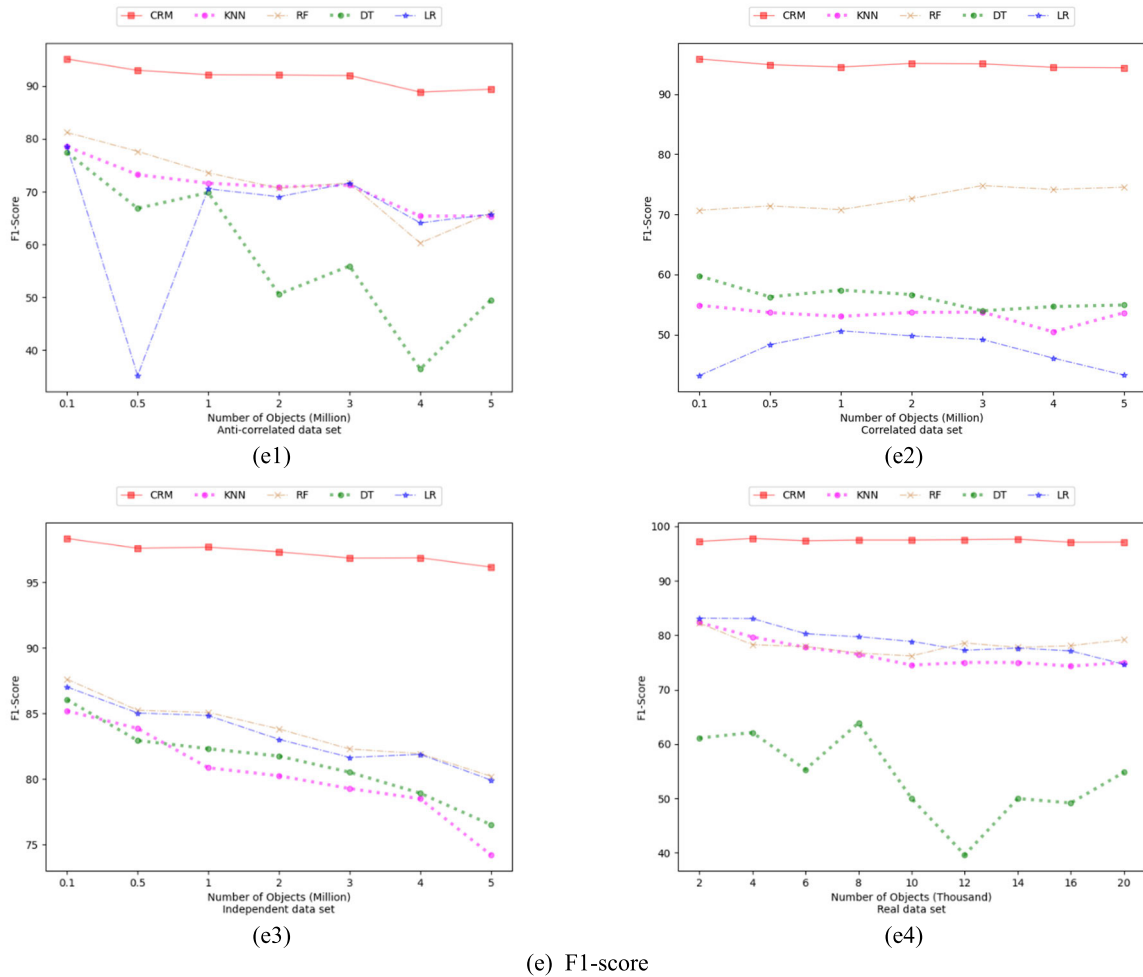 CRM KNN RF DT LR
90
80
70
60
50
40
F1-Score
0.1 0.5 1 2 3 4 5
Number of Objects (Million)
Anti-correlated data set
(e1)
CRM KNN RF DT LR
90
80
70
60
50
F1-Score
0.1 0.5 1 2 3 4 5
Number of Objects (Million)
Correlated data set
(e2)
CRM KNN RF DT LR
95
90
85
80
75
F1-Score
0.1 0.5 1 2 3 4 5
Number of Objects (Million)
Independent data set
(e3)
CRM KNN RF DT LR
100
90
80
70
60
50
40
F1-Score
2 4 6 8 10 12 14 16 20
Number of Objects (Thousand)
Real data set
(e4)
(e) F1-score